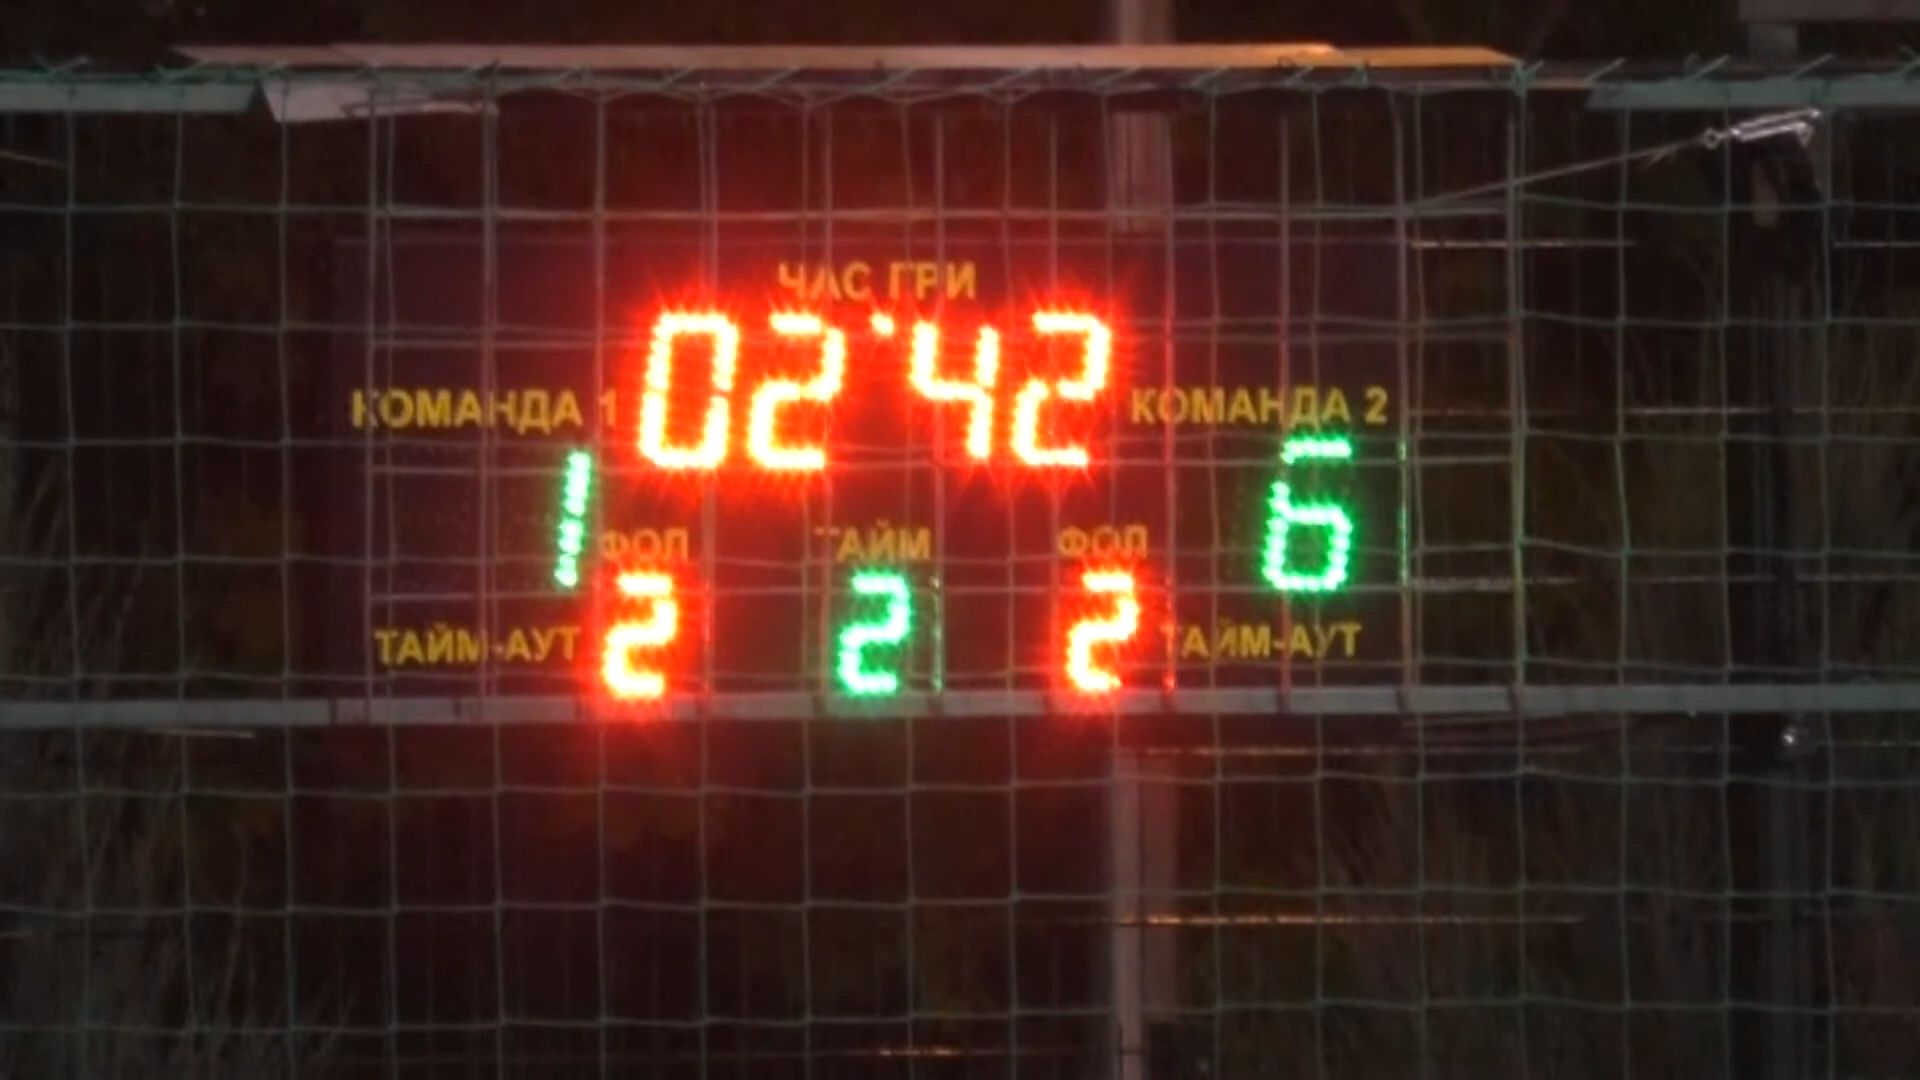 ЧАС ГРИ
02:42
КОМАНДА 1
КОМАНДА 2
1
6
ФОЛ
ТАЙМ
ФОЛ
ТАЙМ-АУТ
2
2
2
ТАЙМ-АУТ